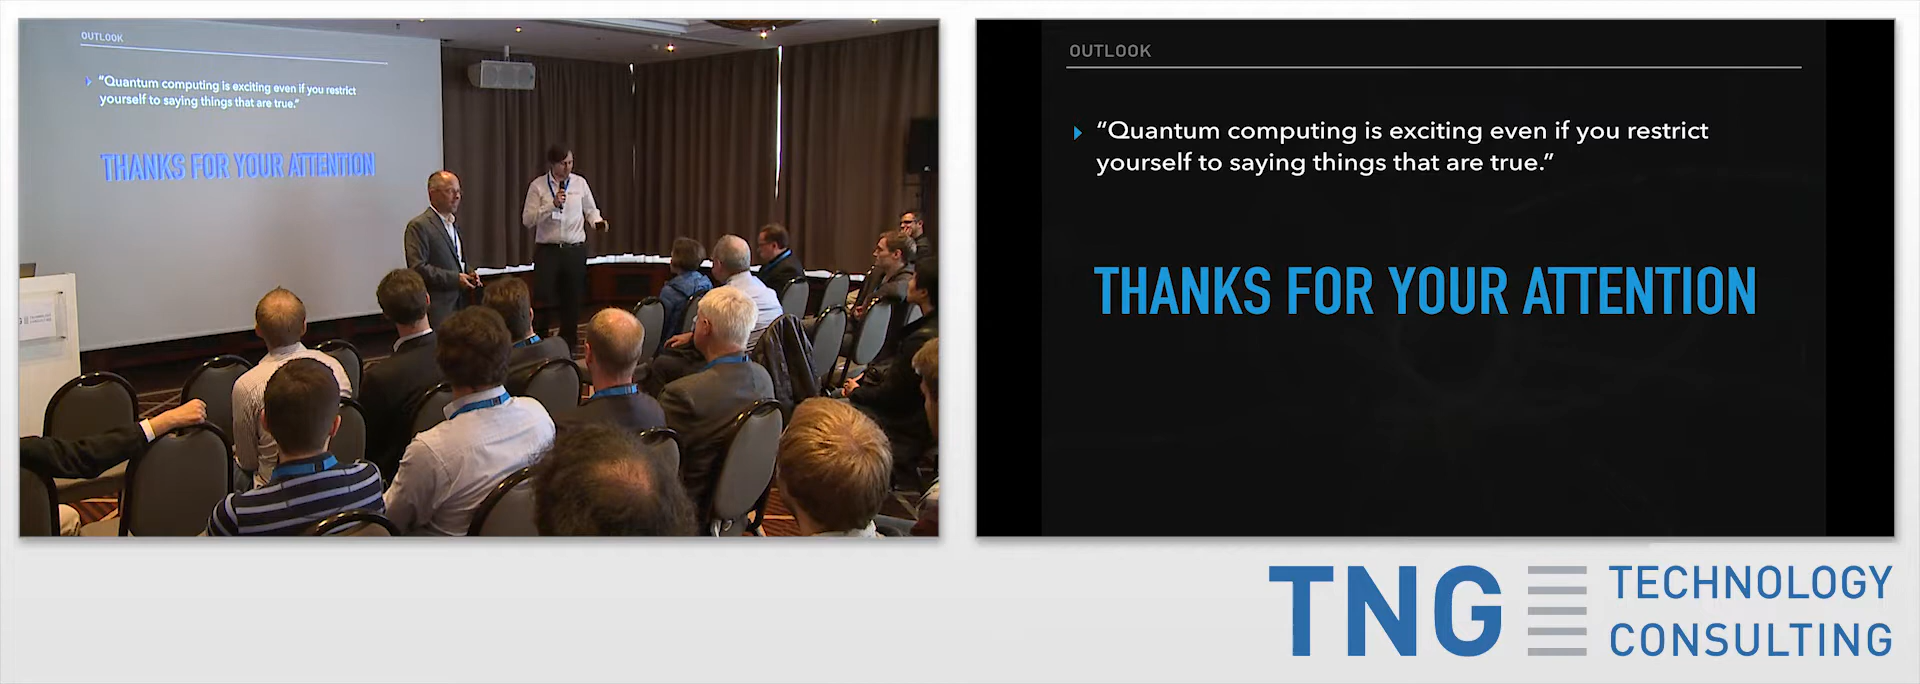 OUTLOOK
"Quantum computing is exciting even if you restrict
yourself to saying things that are true."
THANKS FOR YOUR ATTENTION
TECHNOLOGY
CONSULTING
OUTLOOK
“Quantum computing is exciting even if you restrict
yourself to saying things that are true.”
THANKS FOR YOUR ATTENTION
TNG TECHNOLOGY
CONSULTING